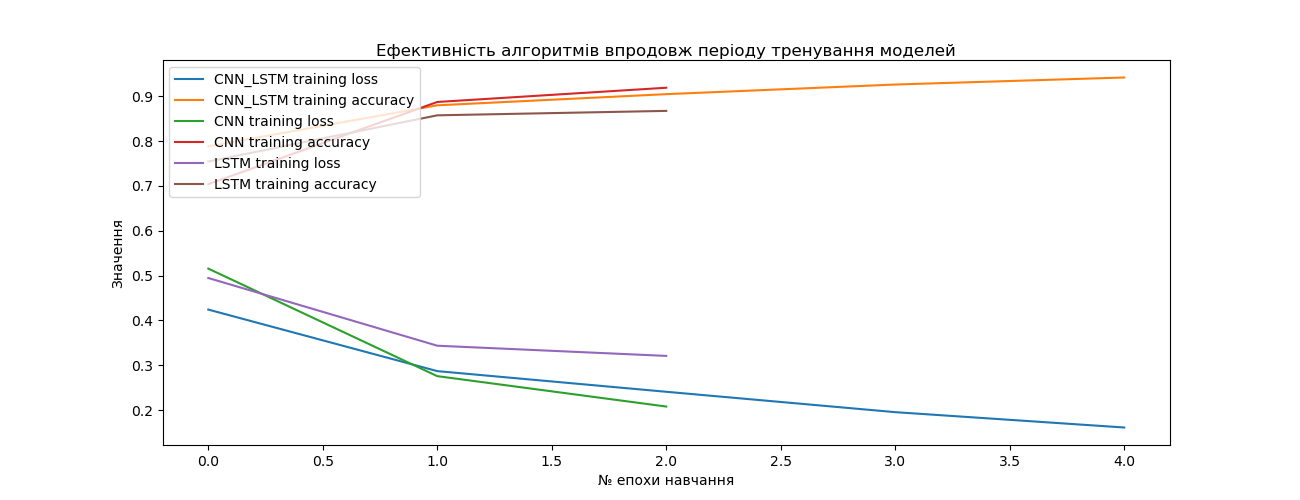 Ефективність алгоритмів впродовж періоду тренування моделей
CNN_LSTM training loss
CNN_LSTM training accuracy
CNN training loss
CNN training accuracy
LSTM training loss
LSTM training accuracy
Значення
0.9
0.8
0.7
0.6
0.5
0.4
0.3
0.2
0.0 0.5 1.0 1.5 2.0 2.5 3.0 3.5 4.0
№ епохи навчання